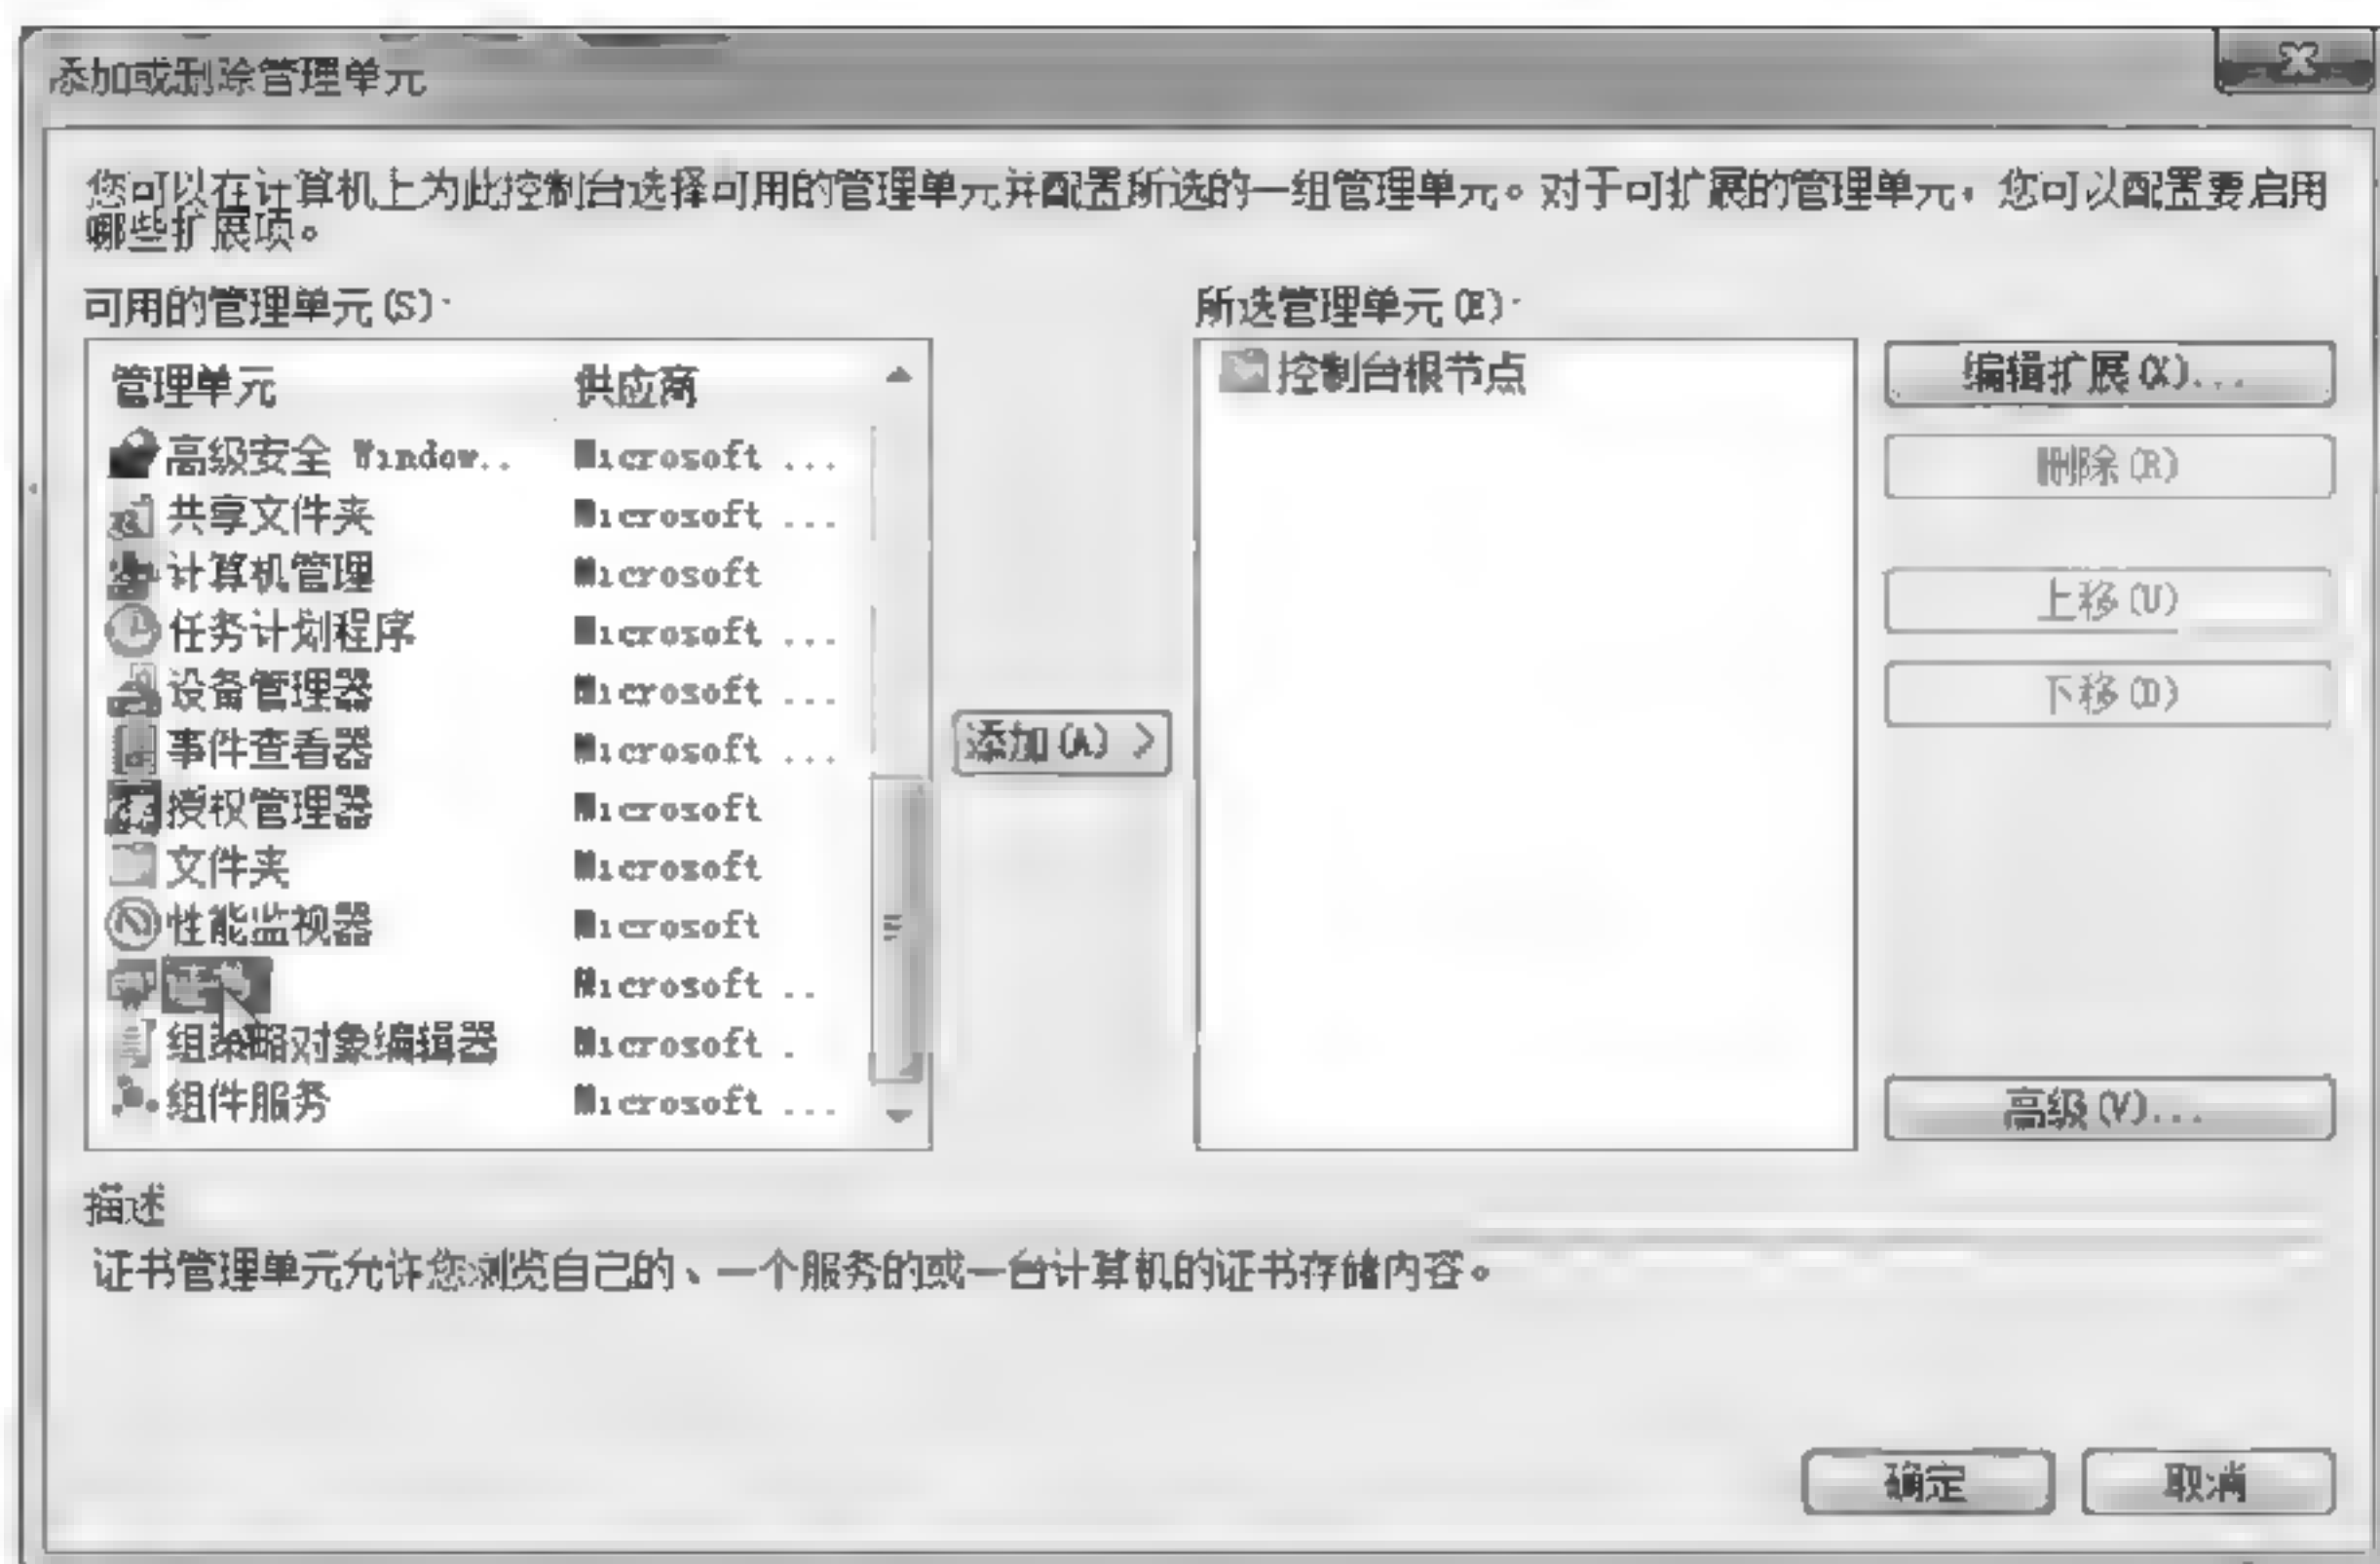 添加或删除管理单元
您可以在计算机上为此控制台选择可用的管理单元并配置所选的一组管理单元。对于可扩展的管理单元，您可以配置要启用
哪些扩展项。
可用的管理单元(S):
所选管理单元(E):
管理单元 供应商
控制台根节点
编辑扩展(X)...
高级安全 Window.. Microsoft ...
删除(R)
共享文件夹 Microsoft ...
计算机管理 Microsoft
上移(U)
任务计划程序 Microsoft ...
设备管理器 Microsoft ...
下移(D)
事件查看器 Microsoft ...
添加(A) >
授权管理器 Microsoft
文件夹 Microsoft
性能监视器 Microsoft
证书 Microsoft ..
组策略对象编辑器 Microsoft .
组件服务 Microsoft ...
高级(V)...
描述
证书管理单元允许您浏览自己的、一个服务的或一台计算机的证书存储内容。
确定
取消